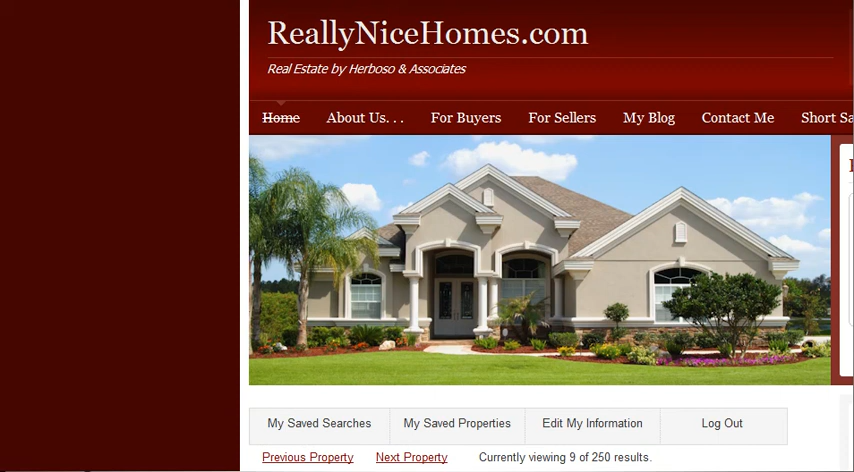 ReallyNiceHomes.com
Real Estate by Herboso & Associates
Home About Us. . . For Buyers For Sellers My Blog Contact Me Short Sa
My Saved Searches My Saved Properties Edit My Information Log Out
Previous Property Next Property Currently viewing 9 of 250 results.